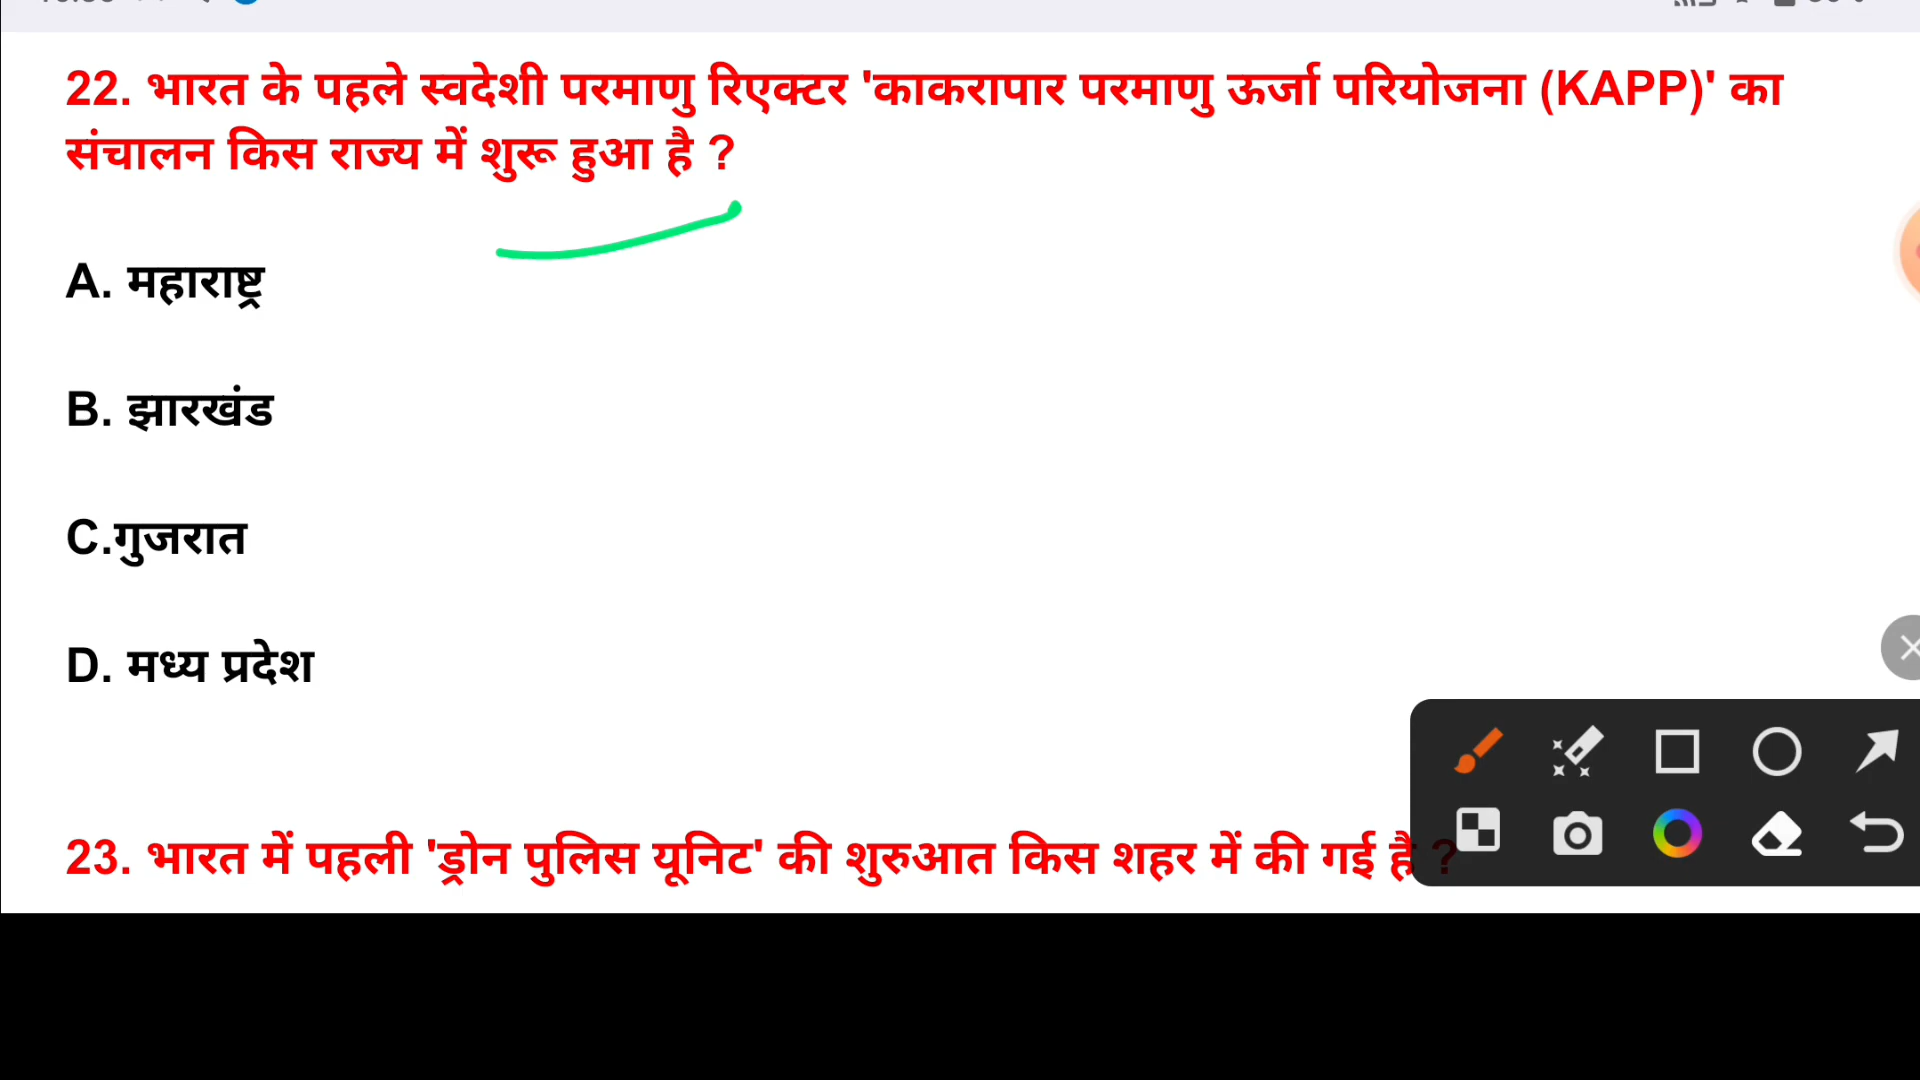 22. भारत के पहले स्वदेशी परमाणु रिएक्टर 'काकरापार परमाणु ऊर्जा परियोजना (KAPP)' का
संचालन किस राज्य में शुरू हुआ है ?
A. महाराष्ट्र
B. झारखंड
C.गुजरात
D. मध्य प्रदेश
23. भारत में पहली 'ड्रोन पुलिस यूनिट' की शुरुआत किस शहर में की गई है ?